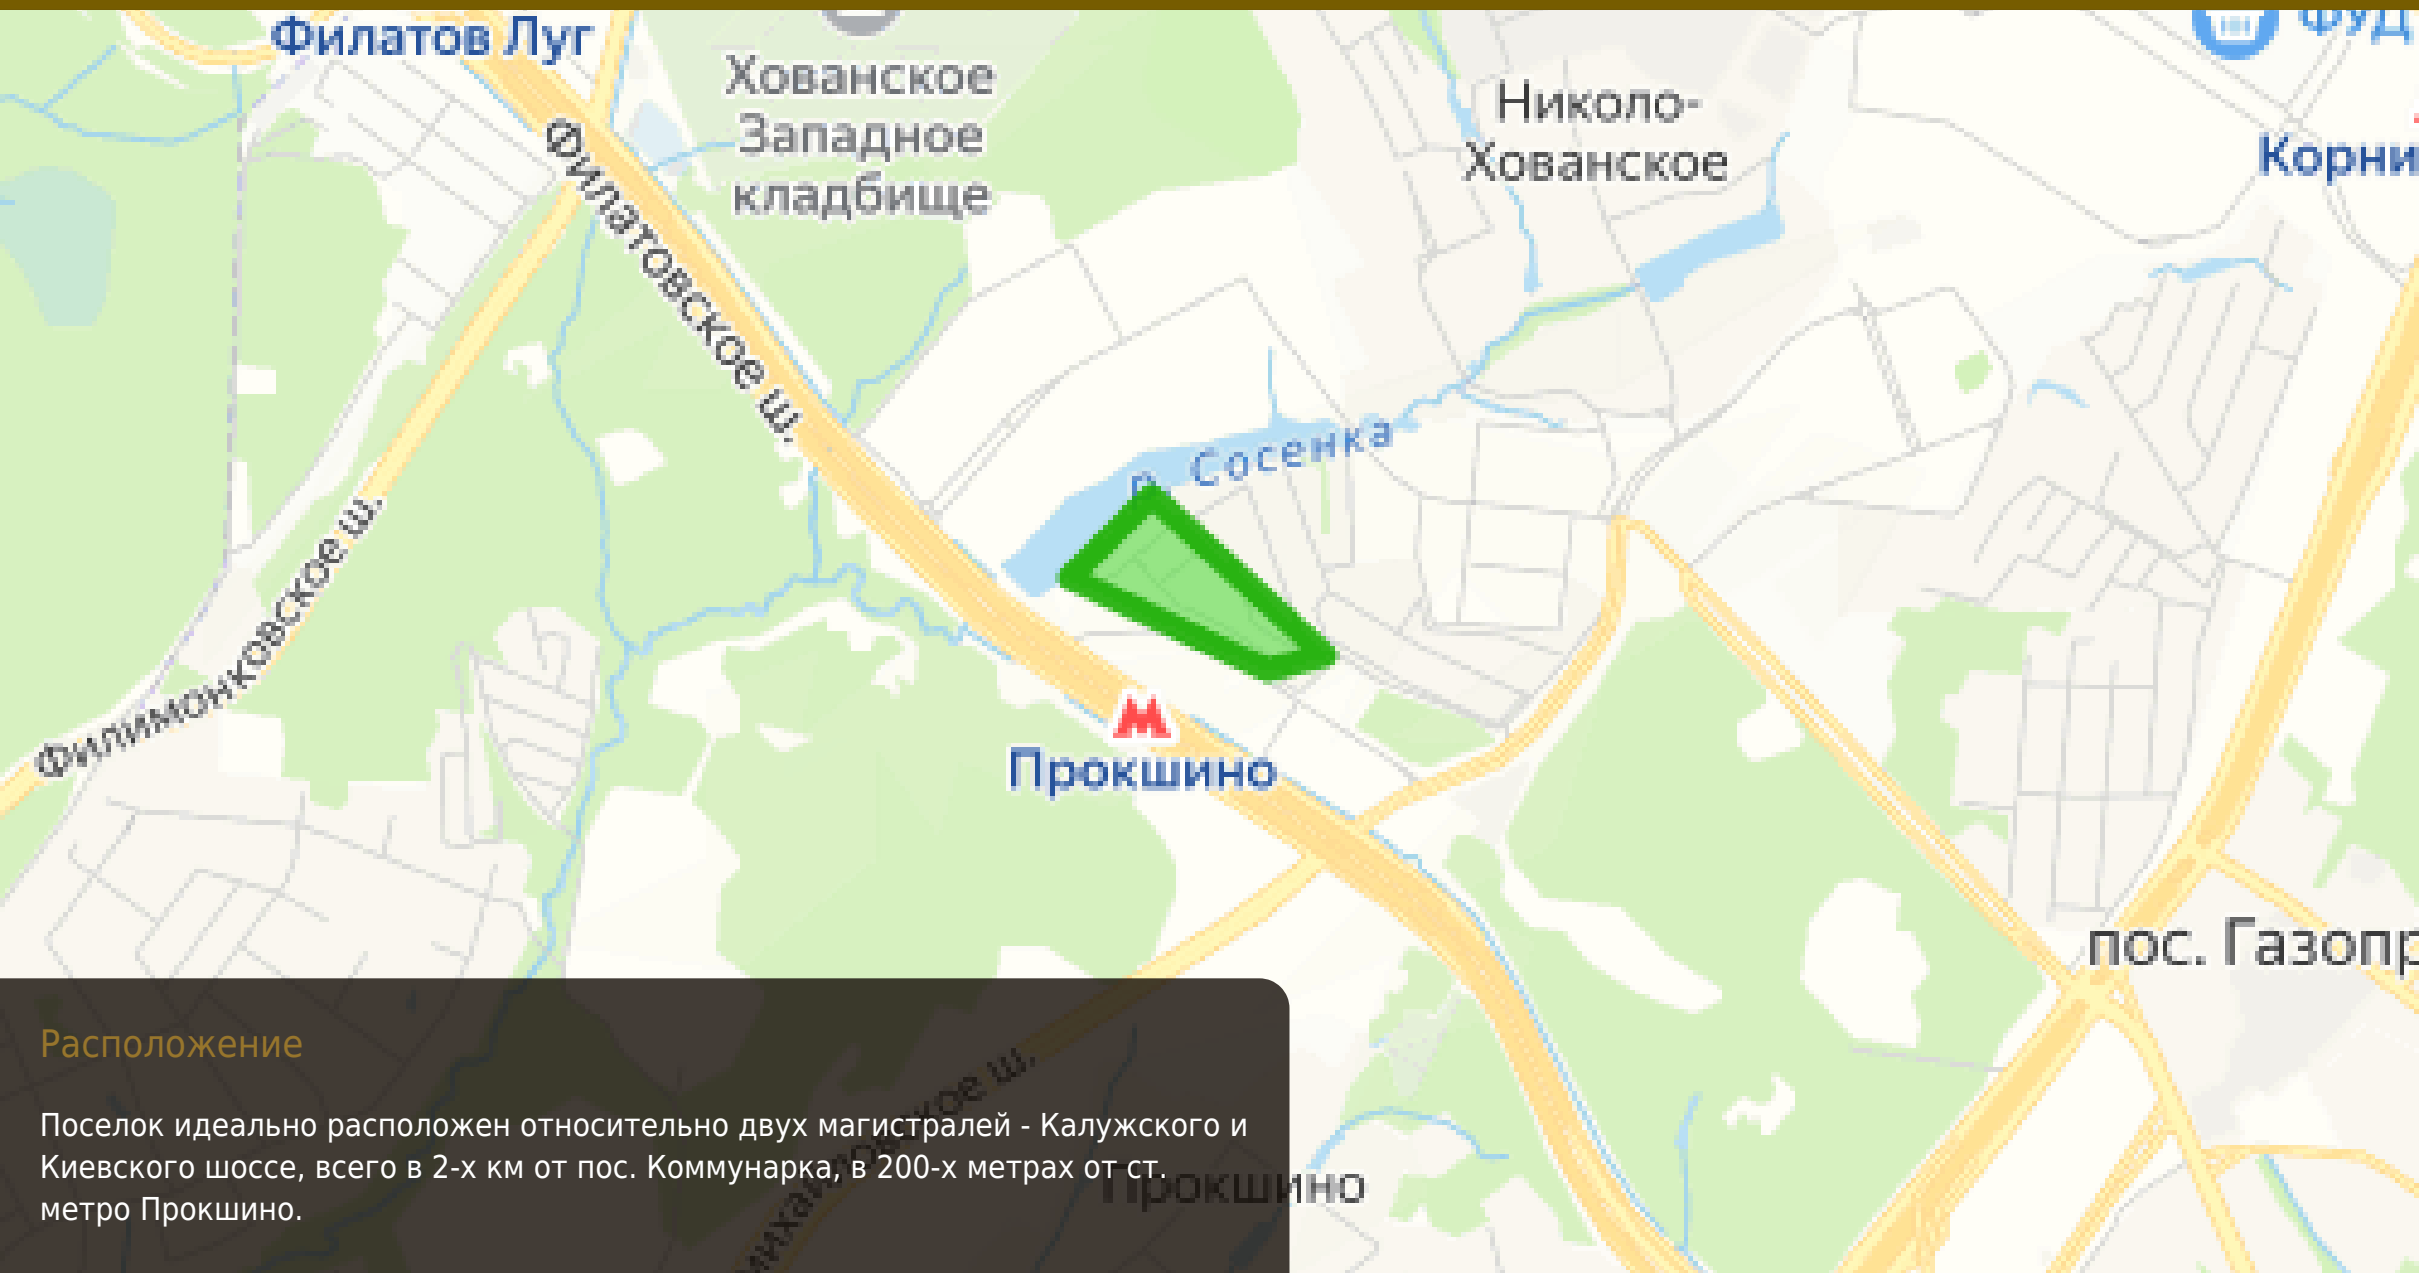 Филатов Луг
Хованское
Западное
кладбище
Николо-
Хованское
ФУД
Корни
Филатовское ш.
р. Сосенка
Филимонковское ш.
Прокшино
пос. Газопр
Прокшино
Расположение
Поселок идеально расположен относительно двух магистралей - Калужского и
Киевского шоссе, всего в 2-х км от пос. Коммунарка, в 200-х метрах от ст.
метро Прокшино.